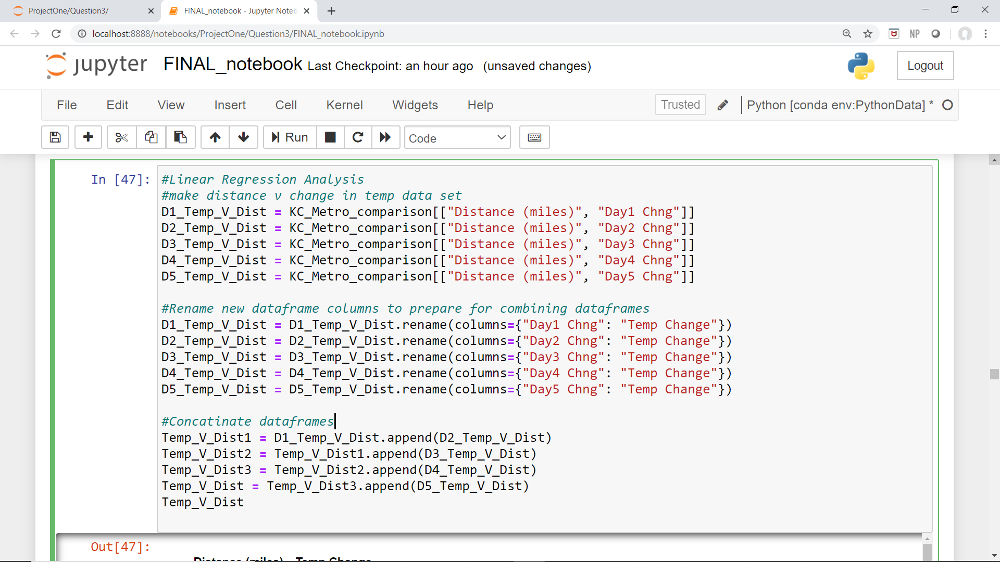 ProjectOne/Question3/
FINAL_notebook - Jupyter Noteb
localhost:8888/notebooks/ProjectOne/Question3/FINAL_notebook.ipynb
NP
jupyter FINAL_notebook Last Checkpoint: an hour ago (unsaved changes)
Logout
File Edit View Insert Cell Kernel Widgets Help
Trusted
Python [conda env:PythonData] *
Run
Code
In [47]:
#Linear Regression Analysis
#make distance v change in temp data set
D1_Temp_V_Dist = KC_Metro_comparison[["Distance (miles)", "Day1 Chng"]]
D2_Temp_V_Dist = KC_Metro_comparison[["Distance (miles)", "Day2 Chng"]]
D3_Temp_V_Dist = KC_Metro_comparison[["Distance (miles)", "Day3 Chng"]]
D4_Temp_V_Dist = KC_Metro_comparison[["Distance (miles)", "Day4 Chng"]]
D5_Temp_V_Dist = KC_Metro_comparison[["Distance (miles)", "Day5 Chng"]]
#Rename new dataframe columns to prepare for combining dataframes
D1_Temp_V_Dist = D1_Temp_V_Dist.rename(columns={"Day1 Chng": "Temp Change"})
D2_Temp_V_Dist = D2_Temp_V_Dist.rename(columns={"Day2 Chng": "Temp Change"})
D3_Temp_V_Dist = D3_Temp_V_Dist.rename(columns={"Day3 Chng": "Temp Change"})
D4_Temp_V_Dist = D4_Temp_V_Dist.rename(columns={"Day4 Chng": "Temp Change"})
D5_Temp_V_Dist = D5_Temp_V_Dist.rename(columns={"Day5 Chng": "Temp Change"})
#Concatinate dataframes
Temp_V_Dist1 = D1_Temp_V_Dist.append(D2_Temp_V_Dist)
Temp_V_Dist2 = Temp_V_Dist1.append(D3_Temp_V_Dist)
Temp_V_Dist3 = Temp_V_Dist2.append(D4_Temp_V_Dist)
Temp_V_Dist = Temp_V_Dist3.append(D5_Temp_V_Dist)
Temp_V_Dist
Out[47]:
Distance (miles) Temp Change